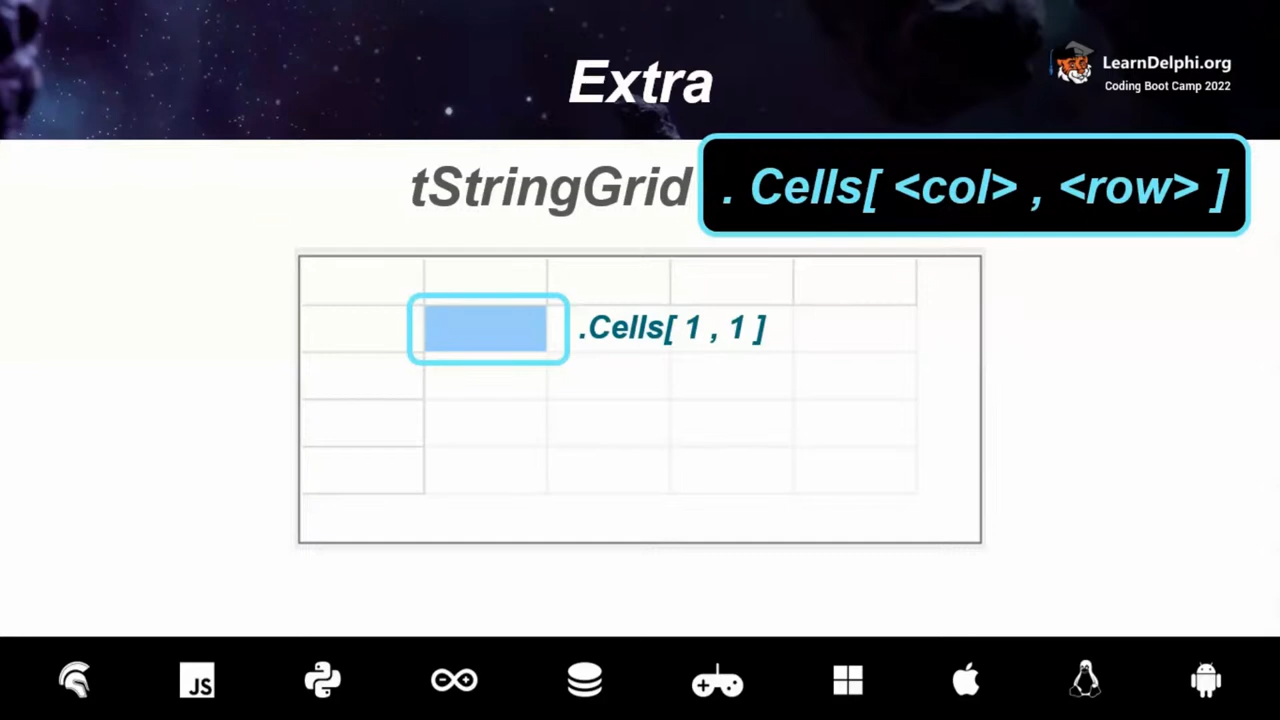 Extra
LearnDelphi.org
Coding Boot Camp 2022
tStringGrid . Cells[ <col> , <row> ]
.Cells[ 1 , 1 ]
JS